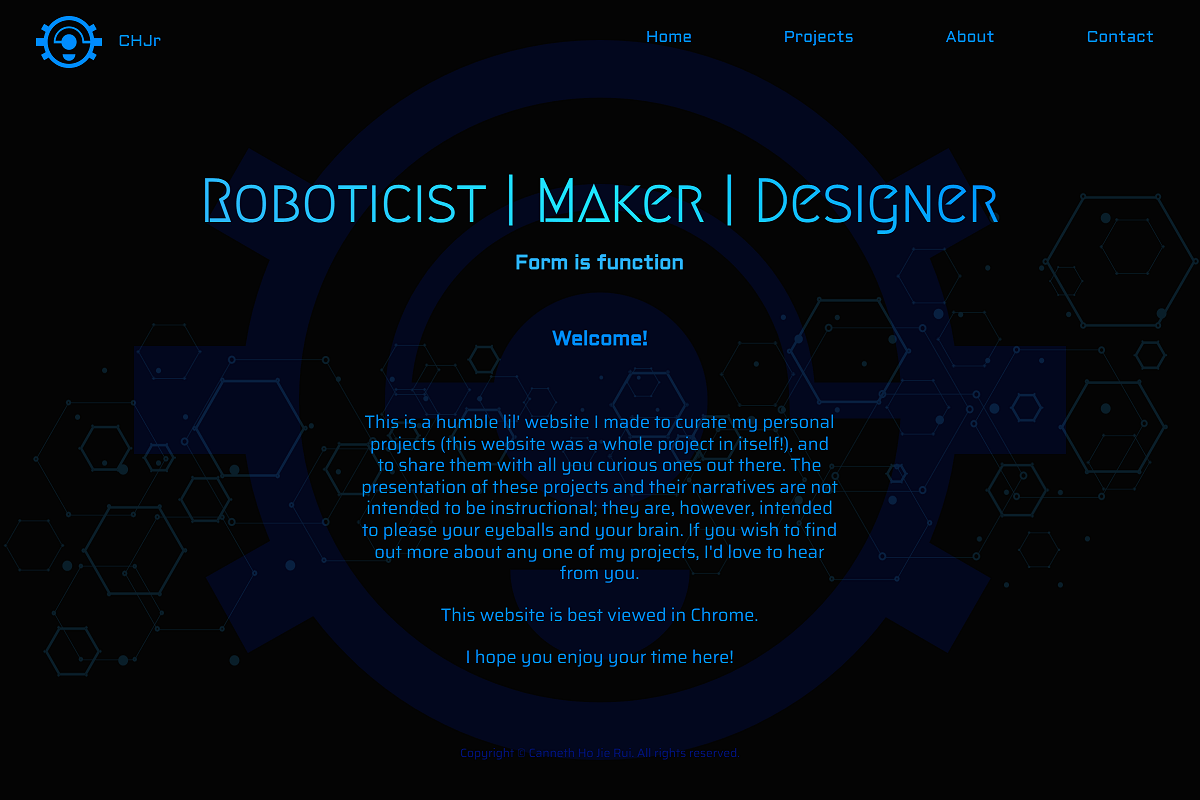 CHJr
Home
Projects
About
Contact
Roboticist | Maker | Designer
Form is function
Welcome!
This is a humble lil' website I made to curate my personal
projects (this website was a whole project in itself!), and
to share them with all you curious ones out there. The
presentation of these projects and their narratives are not
intended to be instructional; they are, however, intended
to please your eyeballs and your brain. If you wish to find
out more about any one of my projects, I'd love to hear
from you.
This website is best viewed in Chrome.
I hope you enjoy your time here!
Copyright © Canneth Ho Jie Rui. All rights reserved.